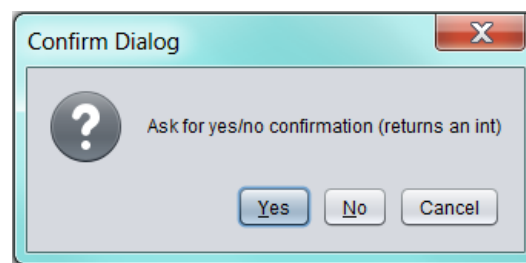 Confirm Dialog
X
?
Ask for yes/no confirmation (returns an int)
Yes No Cancel